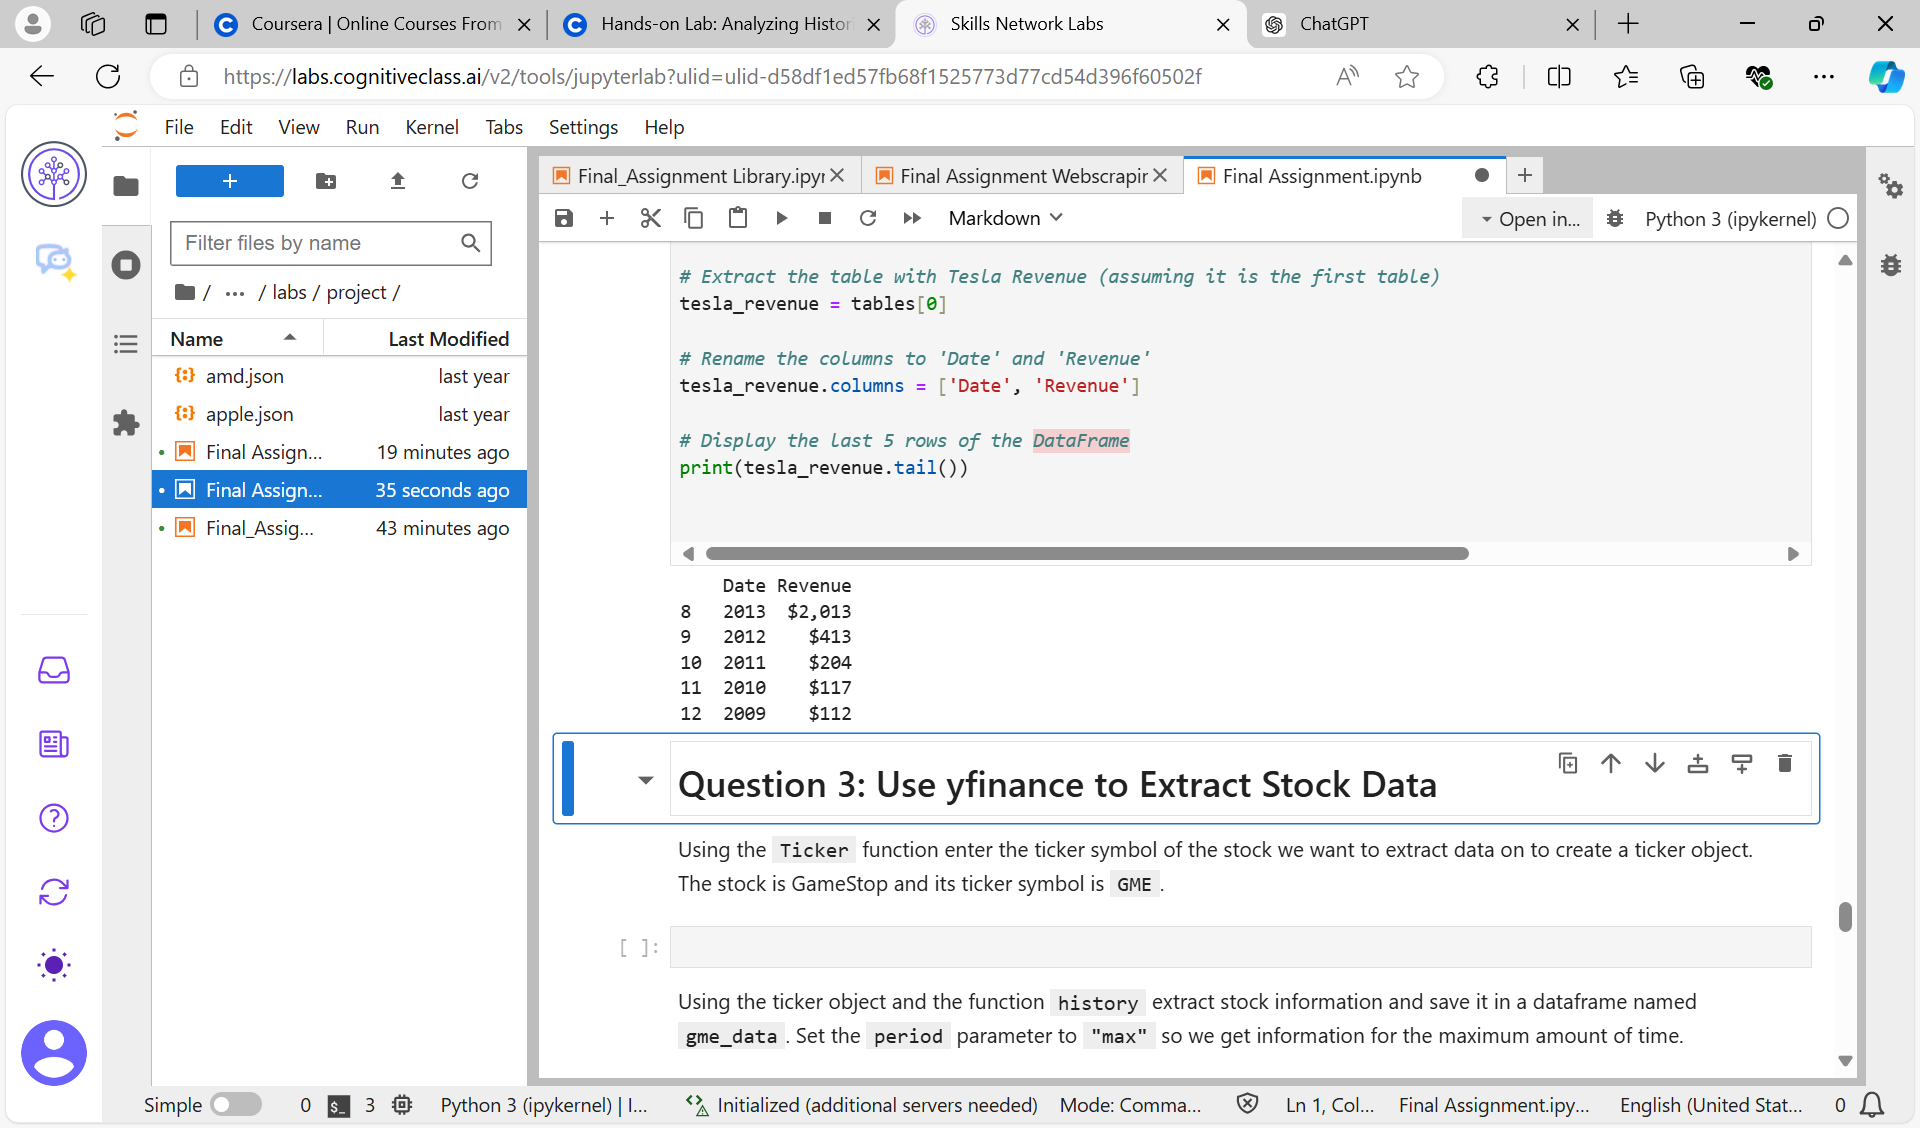 Coursera | Online Courses From
Hands-on Lab: Analyzing Histori
Skills Network Labs
ChatGPT
https://labs.cognitiveclass.ai/v2/tools/jupyterlab?ulid=ulid-d58df1ed57fb68f1525773d77cd54d396f60502f
File Edit View Run Kernel Tabs Settings Help
Filter files by name
/ ... / labs / project /
Name Last Modified
amd.json last year
apple.json last year
Final Assign... 19 minutes ago
Final Assign... 35 seconds ago
Final_Assig... 43 minutes ago
Final_Assignment Library.ipyn
Final Assignment Webscrapin
Final Assignment.ipynb
Markdown
Open in...
Python 3 (ipykernel)
# Extract the table with Tesla Revenue (assuming it is the first table)
tesla_revenue = tables[0]
# Rename the columns to 'Date' and 'Revenue'
tesla_revenue.columns = ['Date', 'Revenue']
# Display the last 5 rows of the DataFrame
print(tesla_revenue.tail())
Date Revenue
8 2013 $2,013
9 2012 $413
10 2011 $204
11 2010 $117
12 2009 $112
Question 3: Use yfinance to Extract Stock Data
Using the Ticker function enter the ticker symbol of the stock we want to extract data on to create a ticker object.
The stock is GameStop and its ticker symbol is GME .
[ ]:
Using the ticker object and the function history extract stock information and save it in a dataframe named
gme_data . Set the period parameter to "max" so we get information for the maximum amount of time.
Simple 0 $_ 3 Python 3 (ipykernel) | I... Initialized (additional servers needed) Mode: Comma... Ln 1, Col... Final Assignment.ipy... English (United Stat... 0